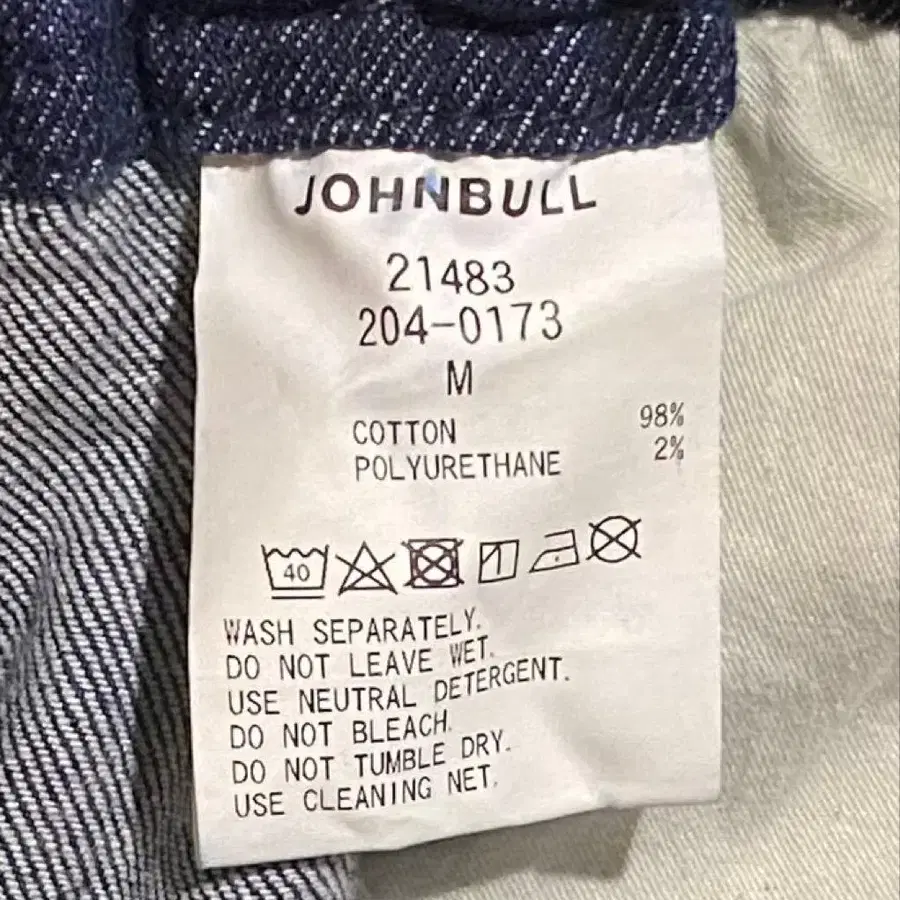 JOHNBULL
21483
204-0173
M
COTTON 98%
POLYURETHANE 2%
40
WASH SEPARATELY.
DO NOT LEAVE WET.
USE NEUTRAL DETERGENT.
DO NOT BLEACH.
DO NOT TUMBLE DRY.
USE CLEANING NET.